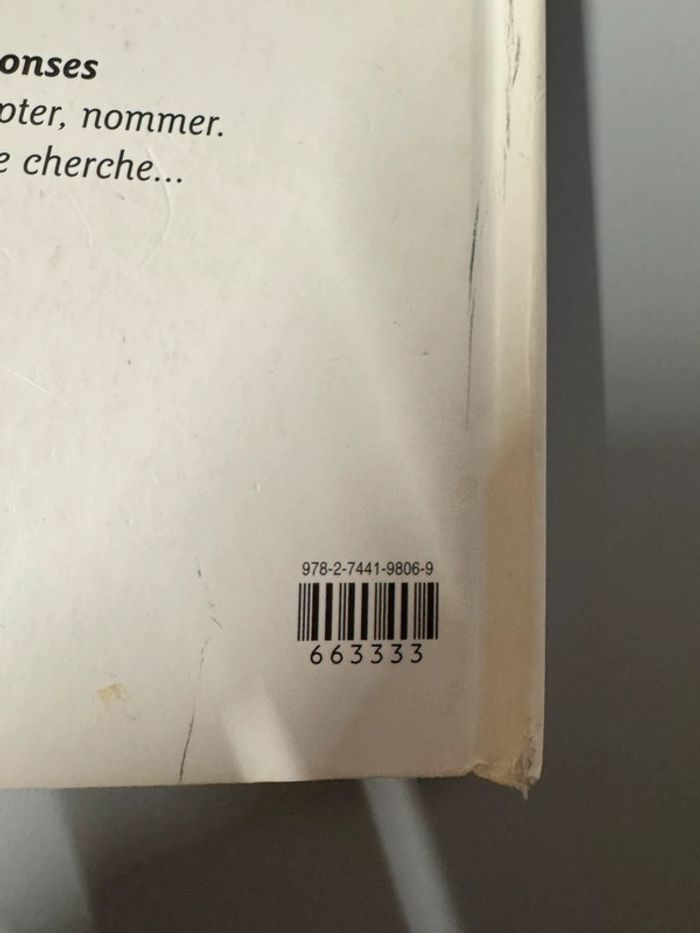 onses
pter, nommer.
e cherche...
978-2-7441-9806-9
663333